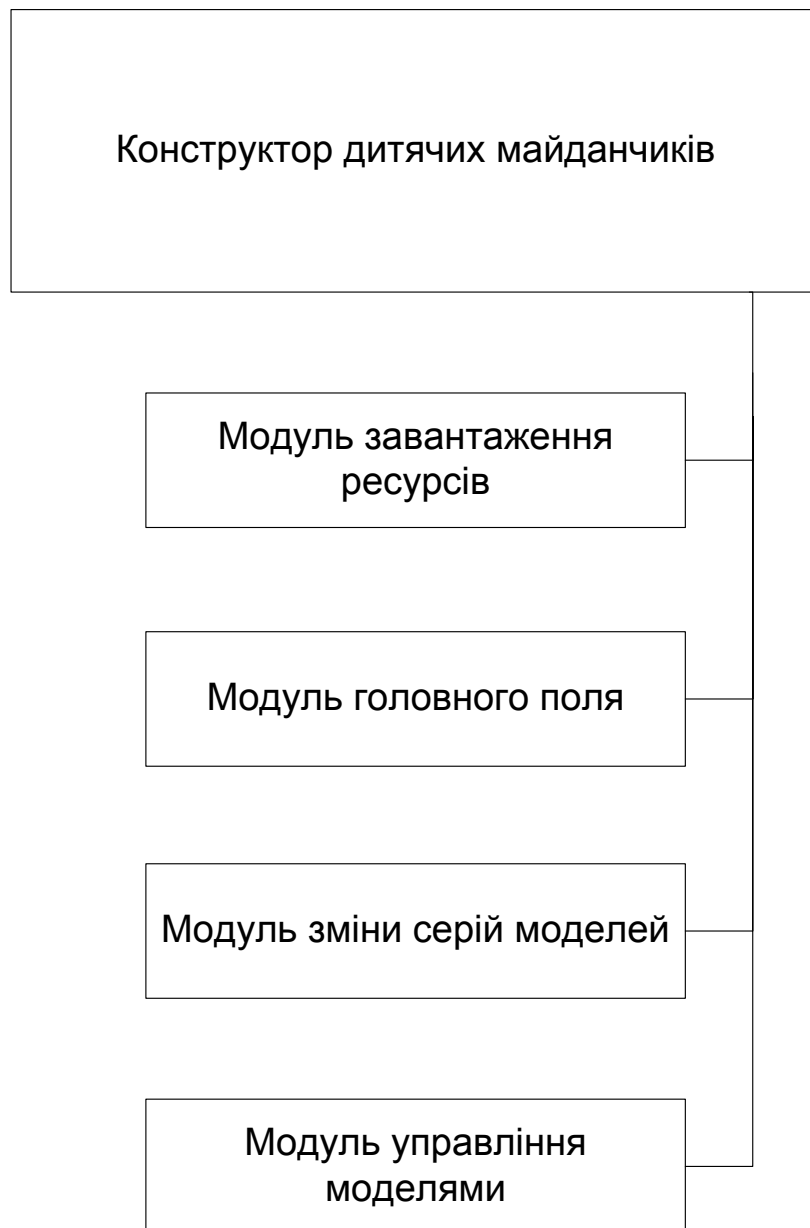 Конструктор дитячих майданчиків
Модуль завантаження
ресурсів
Модуль головного поля
Модуль зміни серій моделей
Модуль управління
моделями